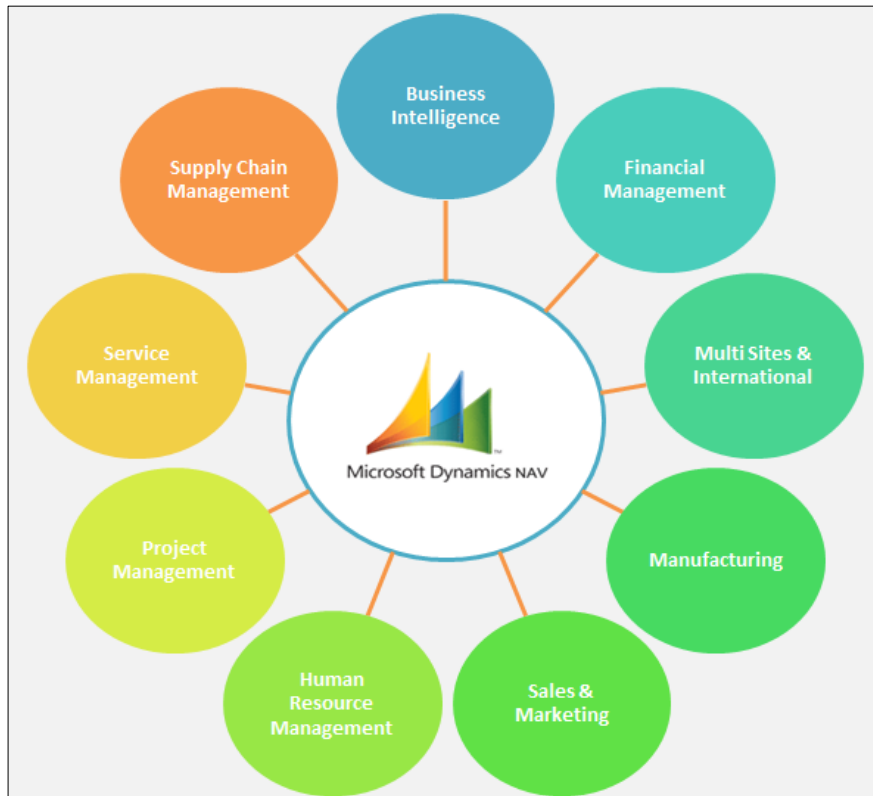 Business
Intelligence
Financial
Management
Multi Sites &
International
Manufacturing
Sales &
Marketing
Human
Resource
Management
Project
Management
Service
Management
Supply Chain
Management
Microsoft Dynamics NAV